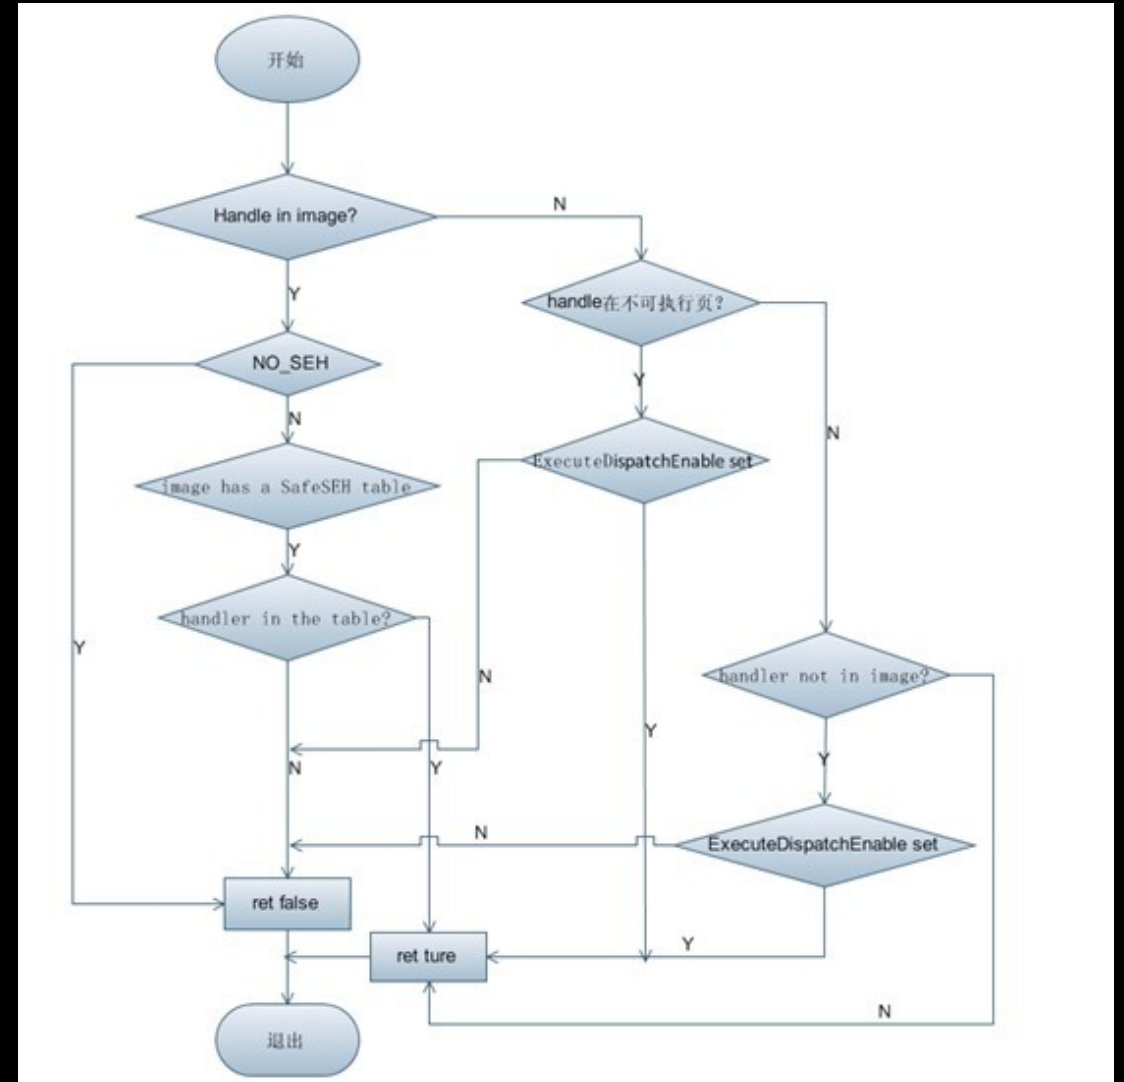 开始
Handle in image?
N
handle在不可执行页?
Y
NO_SEH
Y
N
ExecuteDispatchEnable set
N
image has a SafeSEH table
Y
handler in the table?
Y
N
handler not in image?
Y
N
Y
Y
N
ExecuteDispatchEnable set
ret false
Y
ret ture
N
退出